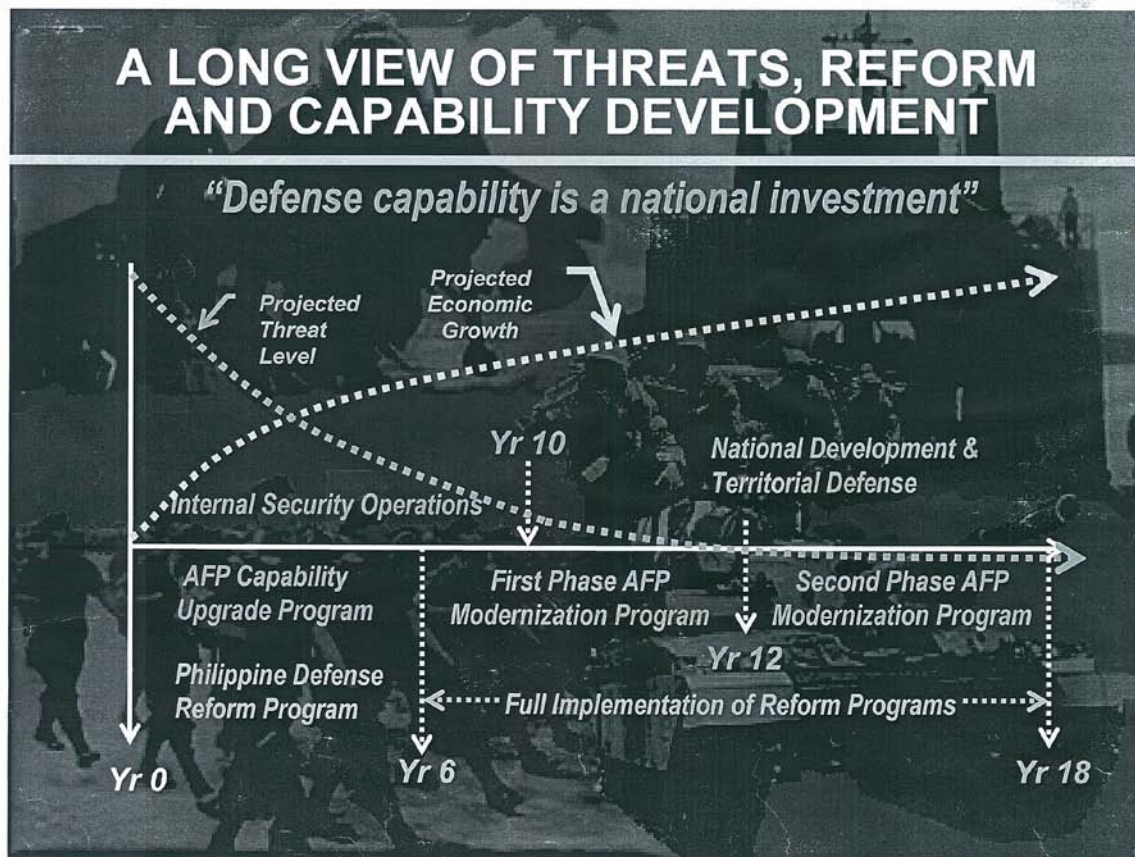 A LONG VIEW OF THREATS, REFORM
AND CAPABILITY DEVELOPMENT
“Defense capability is a national investment”
Projected
Threat
Level
Projected
Economic
Growth
Yr 10
National Development &
Territorial Defense
Internal Security Operations
AFP Capability
Upgrade Program
First Phase AFP
Modernization Program
Second Phase AFP
Modernization Program
Yr 12
Philippine Defense
Reform Program
Full Implementation of Reform Programs
Yr 0
Yr 6
Yr 18